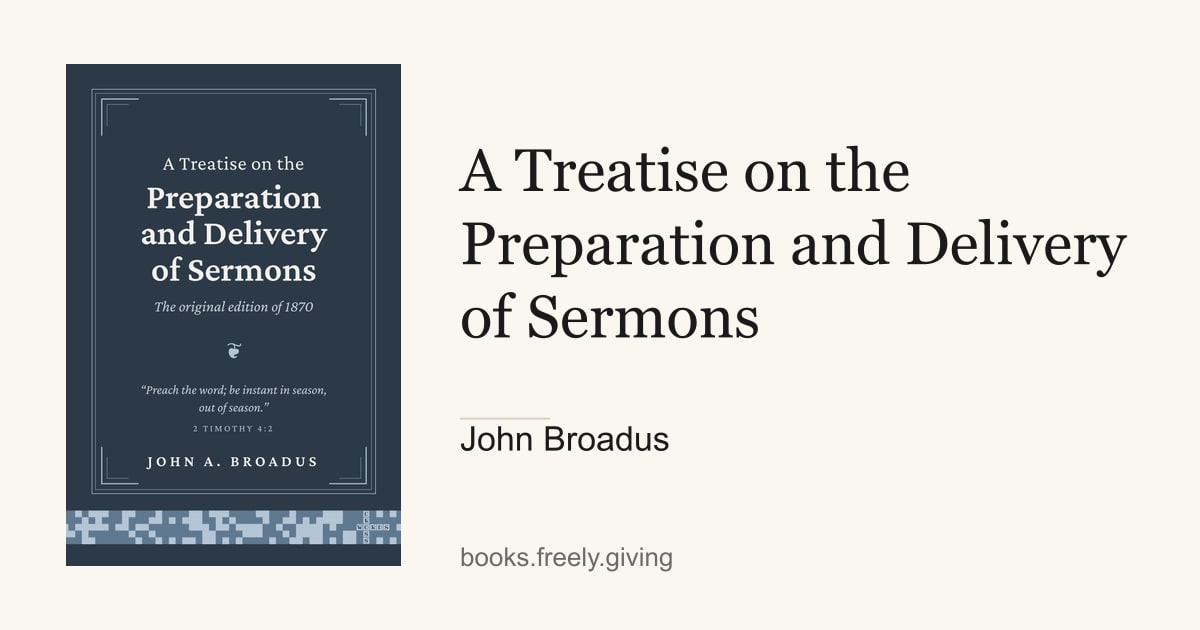 A Treatise on the
Preparation
and Delivery
of Sermons
The original edition of 1870
“Preach the word; be instant in season,
out of season.”
2 TIMOTHY 4:2
JOHN A. BROADUS
A Treatise on the
Preparation and Delivery
of Sermons
John Broadus
books.freely.giving